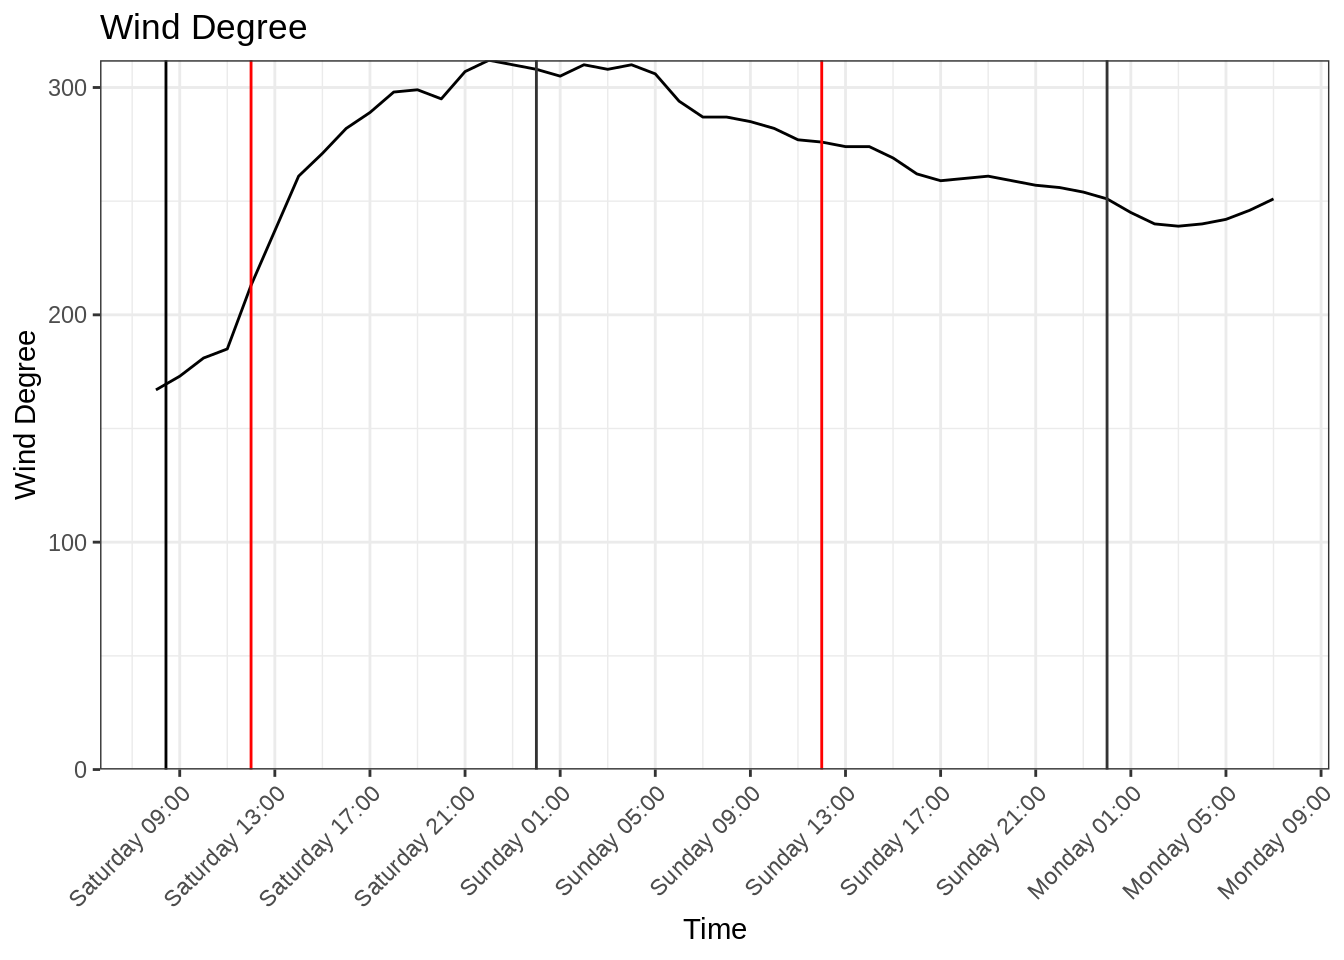 Wind Degree
Wind Degree
300
200
100
0
Saturday 09:00
Saturday 13:00
Saturday 17:00
Saturday 21:00
Sunday 01:00
Sunday 05:00
Sunday 09:00
Sunday 13:00
Sunday 17:00
Sunday 21:00
Monday 01:00
Monday 05:00
Monday 09:00
Time